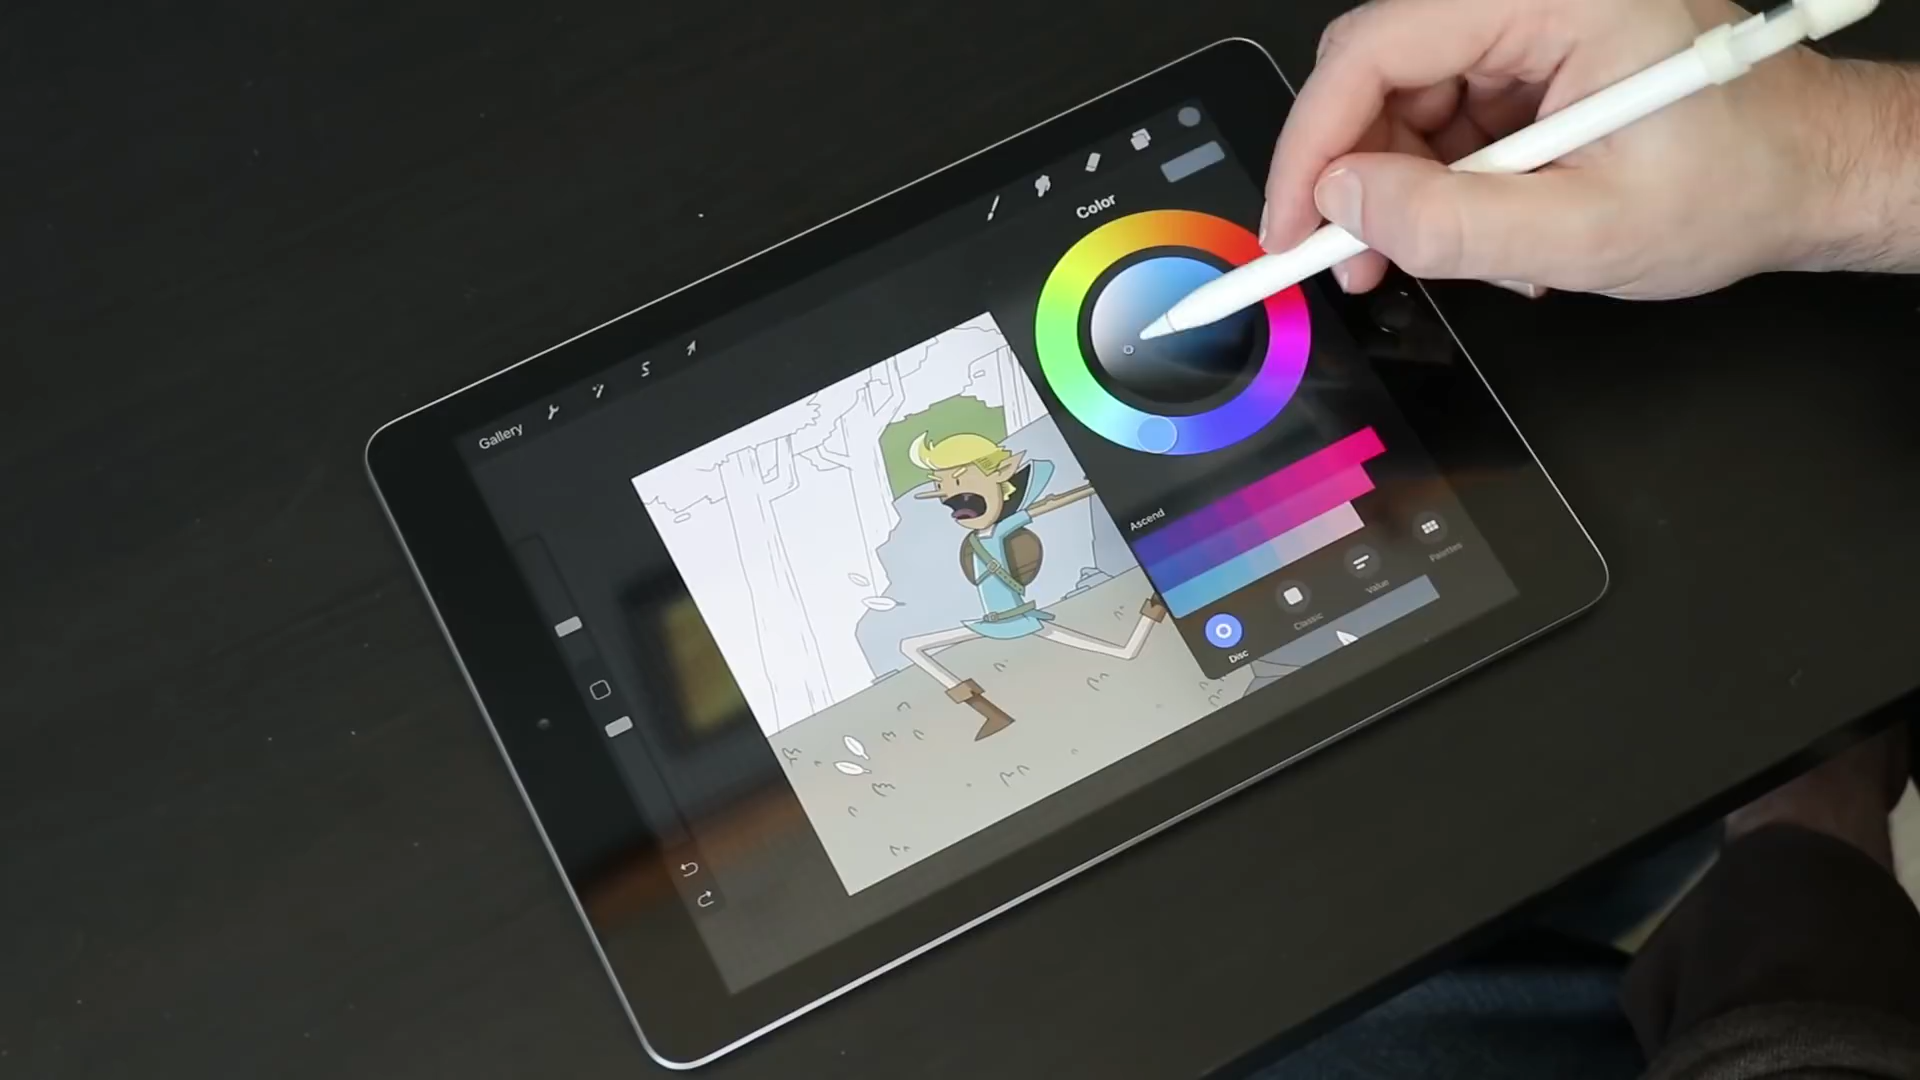 Gallery
Color
Ascend
Disc
Classic
Value
Palettes